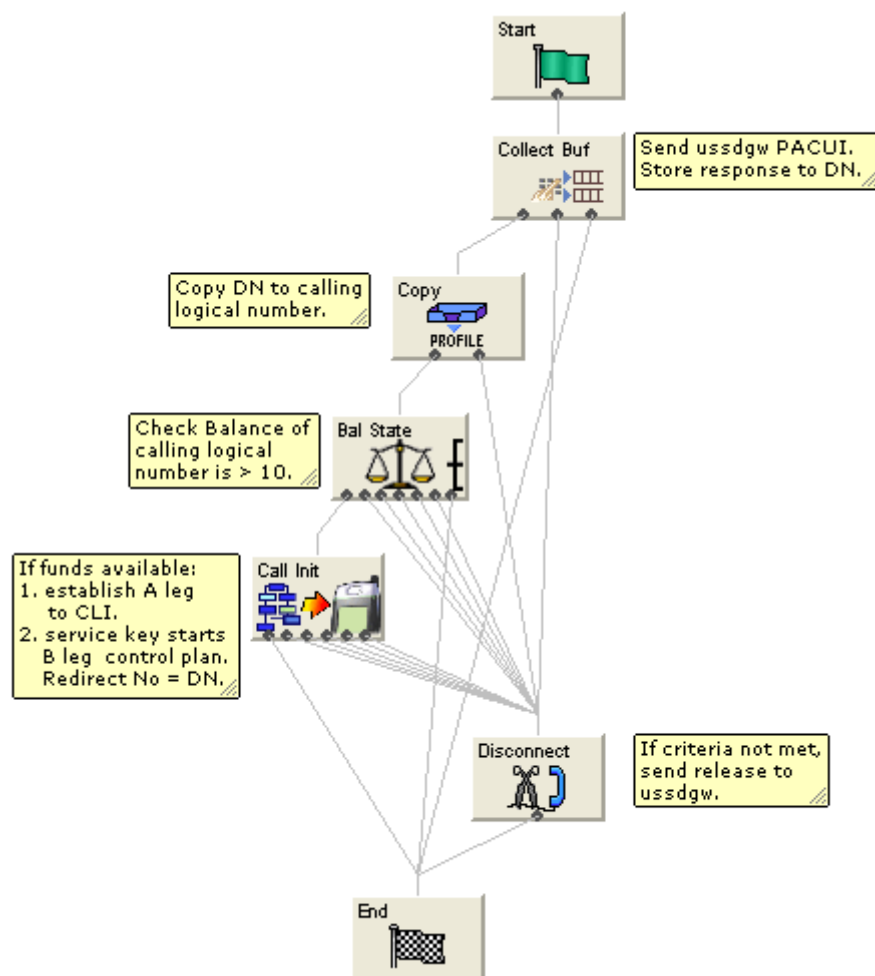 Start
Collect Buf
Send ussdgw PACUI.
Store response to DN.
Copy DN to calling
logical number.
Copy
PROFILE
Check Balance of
calling logical
number is > 10.
Bal State
If funds available:
1. establish A leg
to CLI.
2. service key starts
B leg control plan.
Redirect No = DN.
Call Init
Disconnect
If criteria not met,
send release to
ussdgw.
End